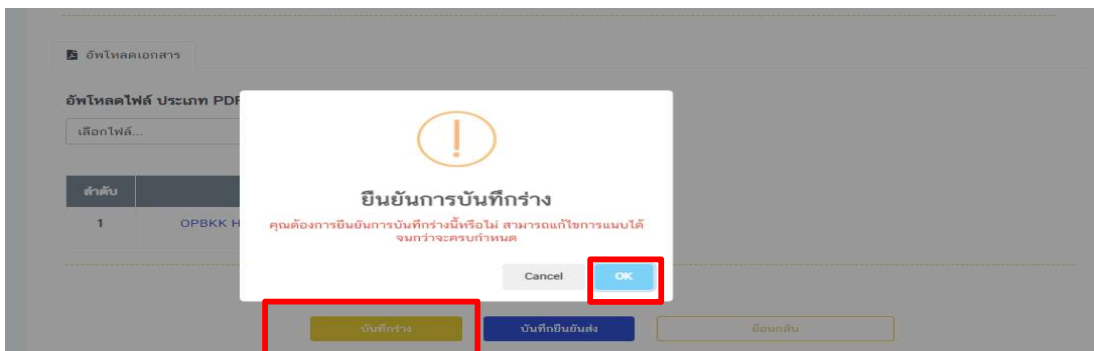 อัพโหลดเอกสาร
อัพโหลดไฟล์ ประเภท PDF
เลือกไฟล์...
ลำดับ
1 OPBKK H
ยืนยันการบันทึกร่าง
คุณต้องการยืนยันการบันทึกร่างนี้หรือไม่ สามารถแก้ไขการแนบได้
จนกว่าจะครบกำหนด
Cancel OK
บันทึกร่าง บันทึกยืนยันส่ง ย้อนกลับ